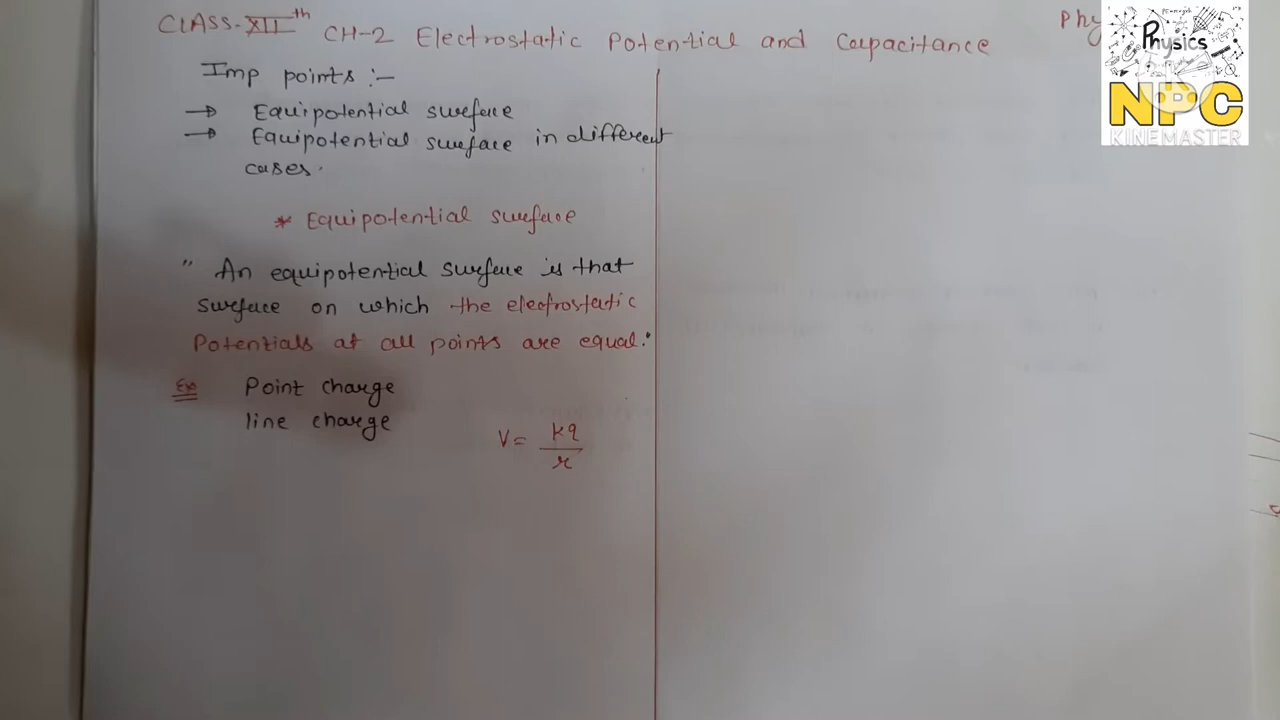 CLASS-XIIth CH-2 Electrostatic Potential and Capacitance
Phy
Physics
NPC
KINEMASTER
Imp points :-
→ Equipotential surface
→ Equipotential surface in different
cases.
* Equipotential surface
" An equipotential surface is that
surface on which the electrostatic
Potentials at all points are equal."
Ex Point charge
line charge
V = kq/r